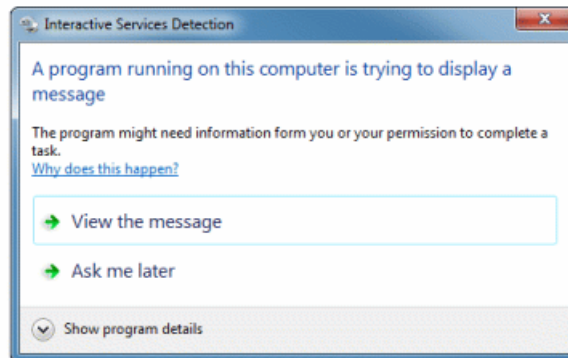 Interactive Services Detection
A program running on this computer is trying to display a
message
The program might need information form you or your permission to complete a
task.
Why does this happen?
View the message
Ask me later
Show program details